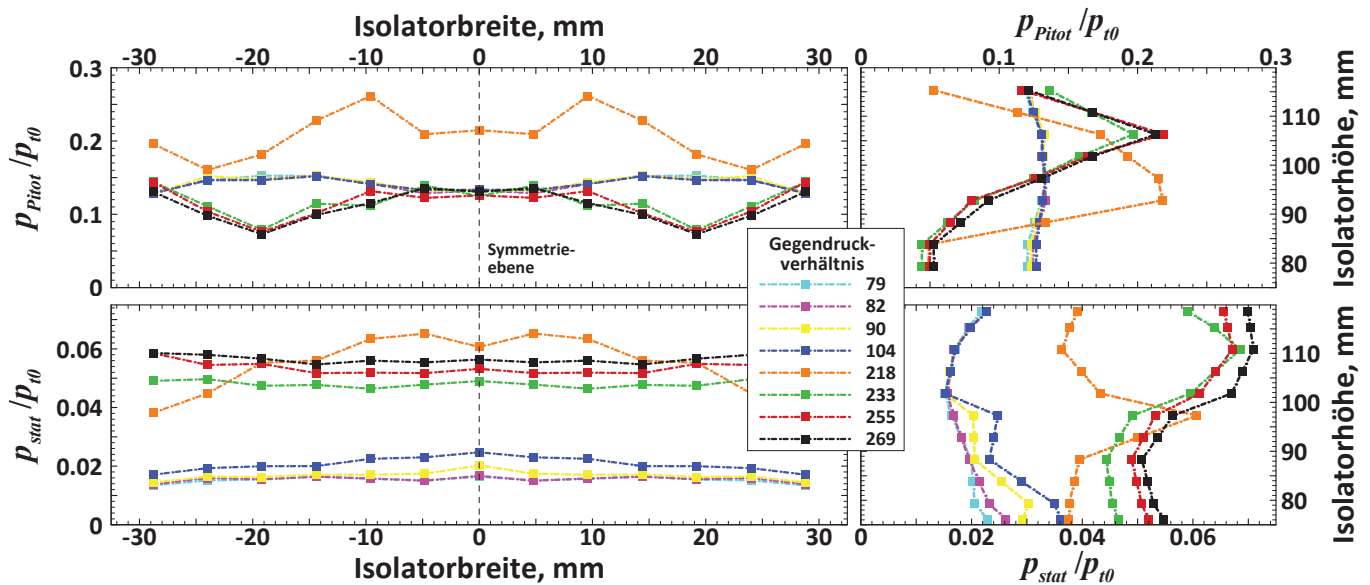 Isolatorbreite, mm
-30 -20 -10 0 10 20 30
p_Pitot /p_t0
0.3
0.2
0.1
0
Symmetrie-
ebene
p_Pitot /p_t0
0 0.1 0.2 0.3
110
100
90
80
Isolatorhöhe, mm
Gegendruck-
verhältnis
79
82
90
104
218
233
255
269
p_stat /p_t0
0.06
0.04
0.02
0
-30 -20 -10 0 10 20 30
Isolatorbreite, mm
110
100
90
80
Isolatorhöhe, mm
0 0.02 0.04 0.06
p_stat /p_t0